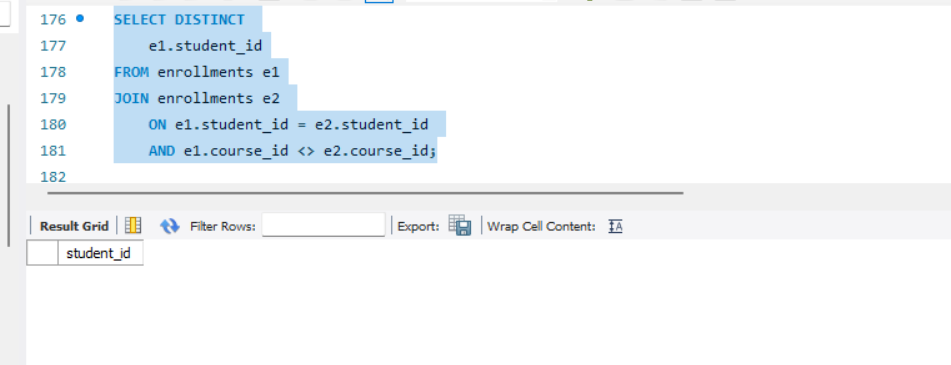 176 SELECT DISTINCT
177 e1.student_id
178 FROM enrollments e1
179 JOIN enrollments e2
180 ON e1.student_id = e2.student_id
181 AND e1.course_id <> e2.course_id;
182
Result Grid Filter Rows: Export: Wrap Cell Content: IA
student_id